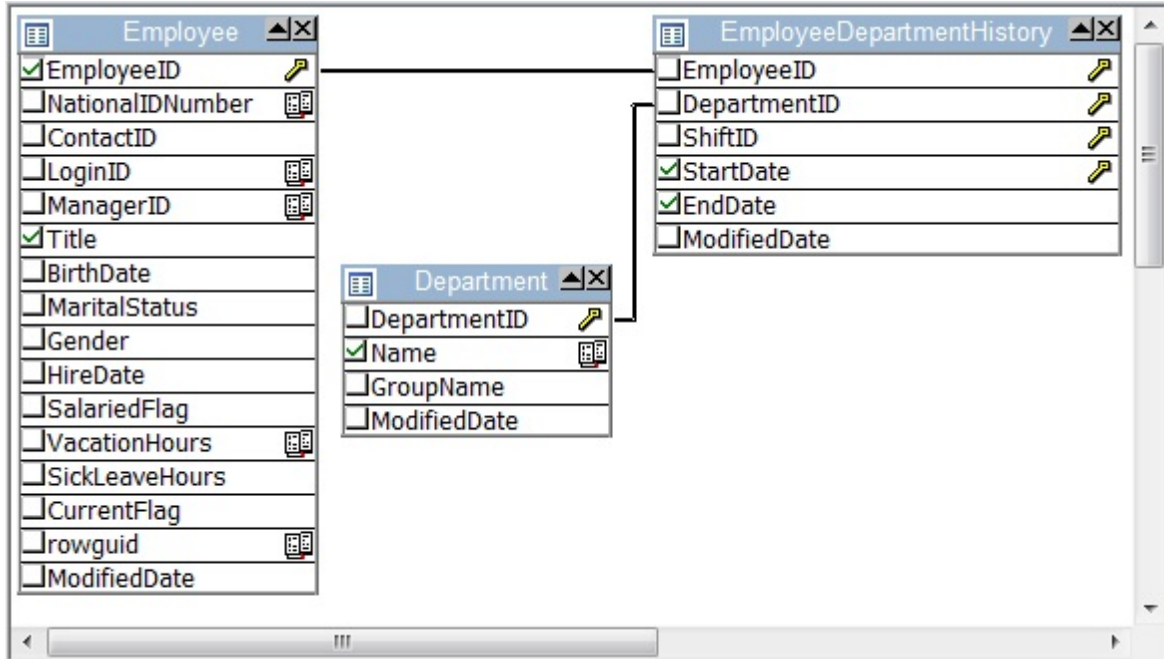 Employee
EmployeeID
NationalIDNumber
ContactID
LoginID
ManagerID
Title
BirthDate
MaritalStatus
Gender
HireDate
SalariedFlag
VacationHours
SickLeaveHours
CurrentFlag
rowguid
ModifiedDate
Department
DepartmentID
Name
GroupName
ModifiedDate
EmployeeDepartmentHistory
EmployeeID
DepartmentID
ShiftID
StartDate
EndDate
ModifiedDate